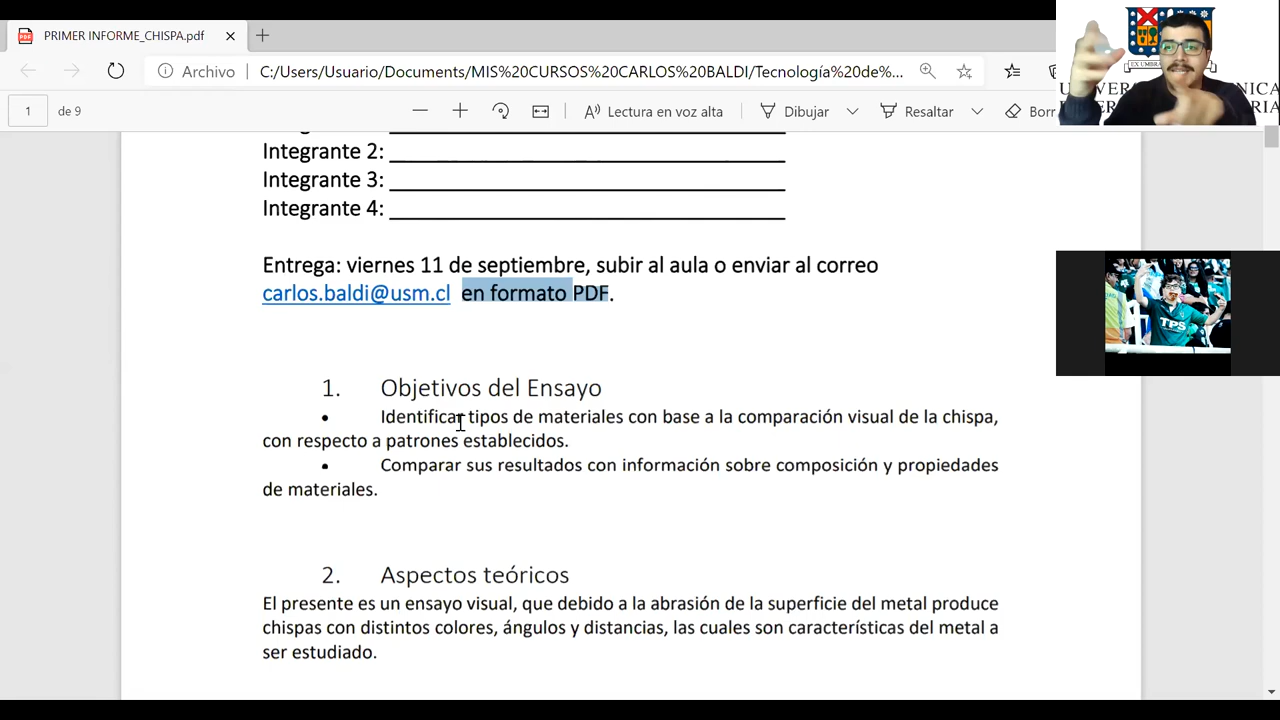 PRIMER INFORME_CHISPA.pdf
Archivo
C:/Users/Usuario/Documents/MIS%20CURSOS%20CARLOS%20BALDI/Tecnología%20de%...
1
de 9
Lectura en voz alta
Dibujar
Resaltar
Borr
EX UMBRA
Integrante 2:
Integrante 3:
Integrante 4:
Entrega: viernes 11 de septiembre, subir al aula o enviar al correo
carlos.baldi@usm.cl en formato PDF.
TPS
1. Objetivos del Ensayo
• Identificar tipos de materiales con base a la comparación visual de la chispa,
con respecto a patrones establecidos.
• Comparar sus resultados con información sobre composición y propiedades
de materiales.
2. Aspectos teóricos
El presente es un ensayo visual, que debido a la abrasión de la superficie del metal produce
chispas con distintos colores, ángulos y distancias, las cuales son características del metal a
ser estudiado.